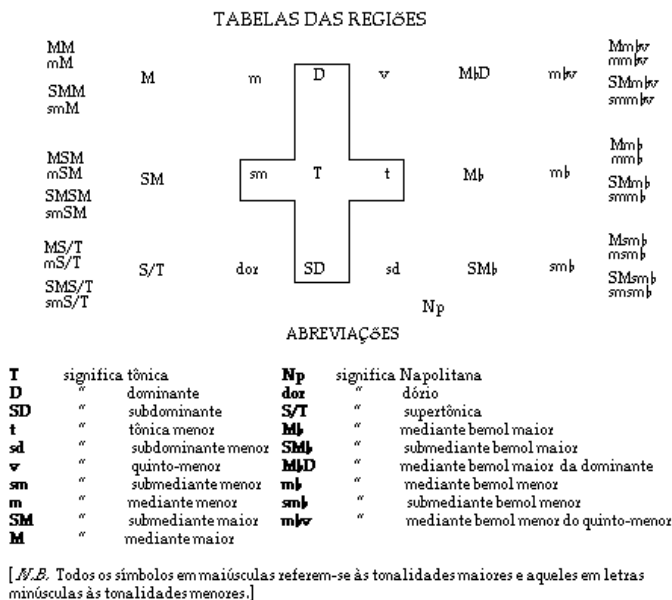 TABELAS DAS REGIÕES
MM
mM
SMM
smM
M m D v M♭D m♭v
Mm♭v
mm♭v
SMm♭v
smm♭v
MSM
mSM
SMSM
smSM
SM sm T t M♭ m♭
Mm♭
mm♭
SMm♭
smm♭
MS/T
mS/T
SMS/T
smS/T
S/T dor SD sd SM♭ sm♭
Msm♭
msm♭
SMsm♭
smsm♭
Np
ABREVIAÇÕES
T significa tônica
D " dominante
SD " subdominante
t " tônica menor
sd " subdominante menor
v " quinto-menor
sm " submediante menor
m " mediante menor
SM " submediante maior
M " mediante maior
Np significa Napolitana
dor " dório
S/T " supertônica
M♭ " mediante bemol maior
SM♭ " submediante bemol maior
M♭D " mediante bemol maior da dominante
m♭ " mediante bemol menor
sm♭ " submediante bemol menor
m♭v " mediante bemol menor do quinto-menor
[N.B. Todos os símbolos em maiúsculas referem-se às tonalidades maiores e aqueles em letras
minúsculas às tonalidades menores.]